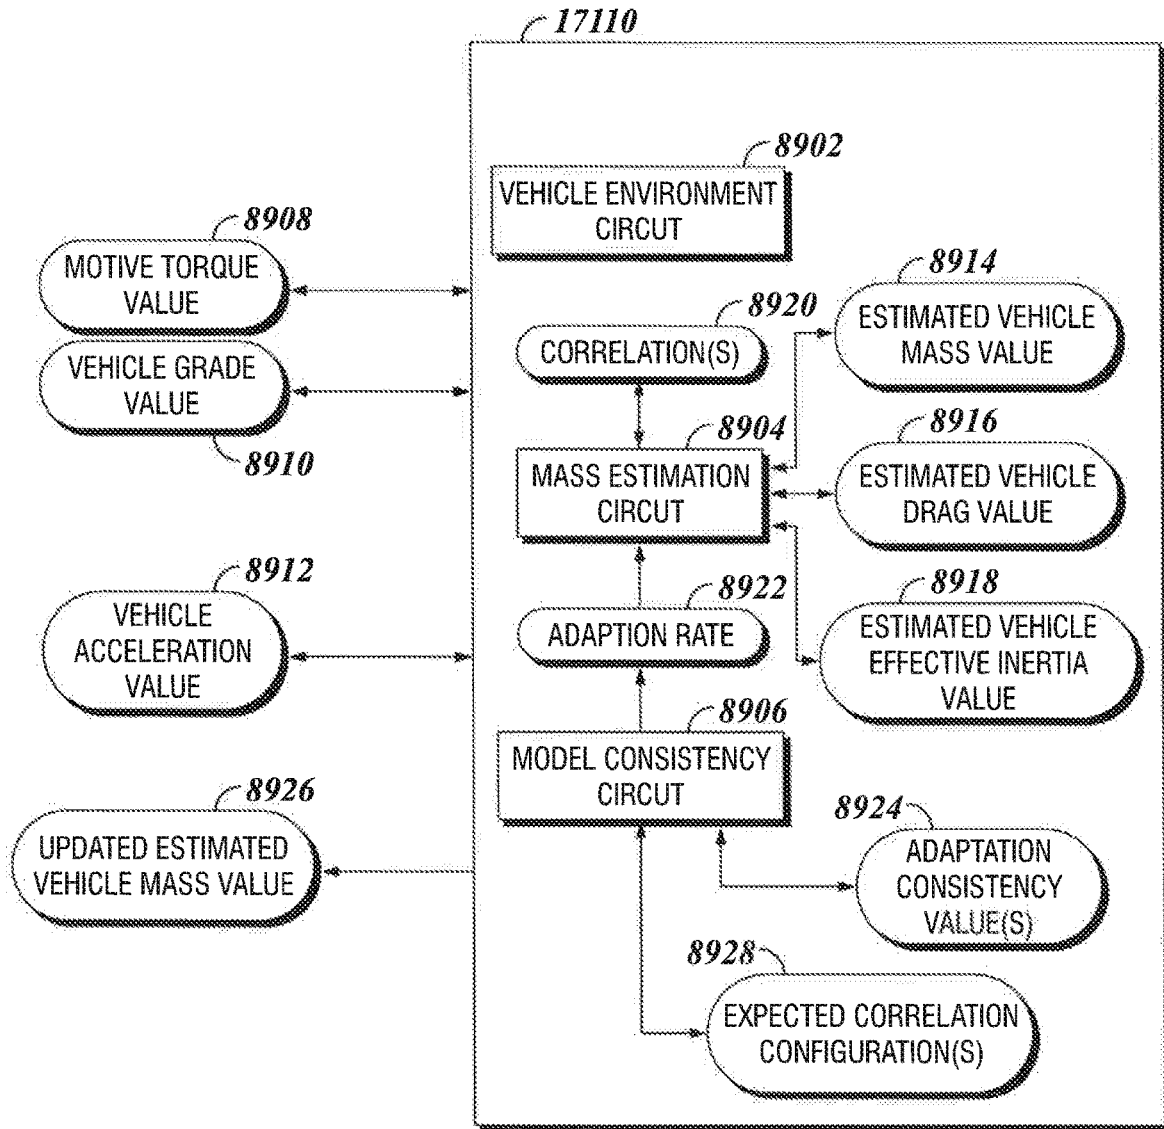 17110
8902
VEHICLE ENVIRONMENT
CIRCUT
8908
MOTIVE TORQUE
VALUE
VEHICLE GRADE
VALUE
8910
8920
CORRELATION(S)
8914
ESTIMATED VEHICLE
MASS VALUE
8904
MASS ESTIMATION
CIRCUT
8916
ESTIMATED VEHICLE
DRAG VALUE
8912
VEHICLE
ACCELERATION
VALUE
8922
ADAPTION RATE
8918
ESTIMATED VEHICLE
EFFECTIVE INERTIA
VALUE
8906
MODEL CONSISTENCY
CIRCUT
8926
UPDATED ESTIMATED
VEHICLE MASS VALUE
8924
ADAPTATION
CONSISTENCY
VALUE(S)
8928
EXPECTED CORRELATION
CONFIGURATION(S)